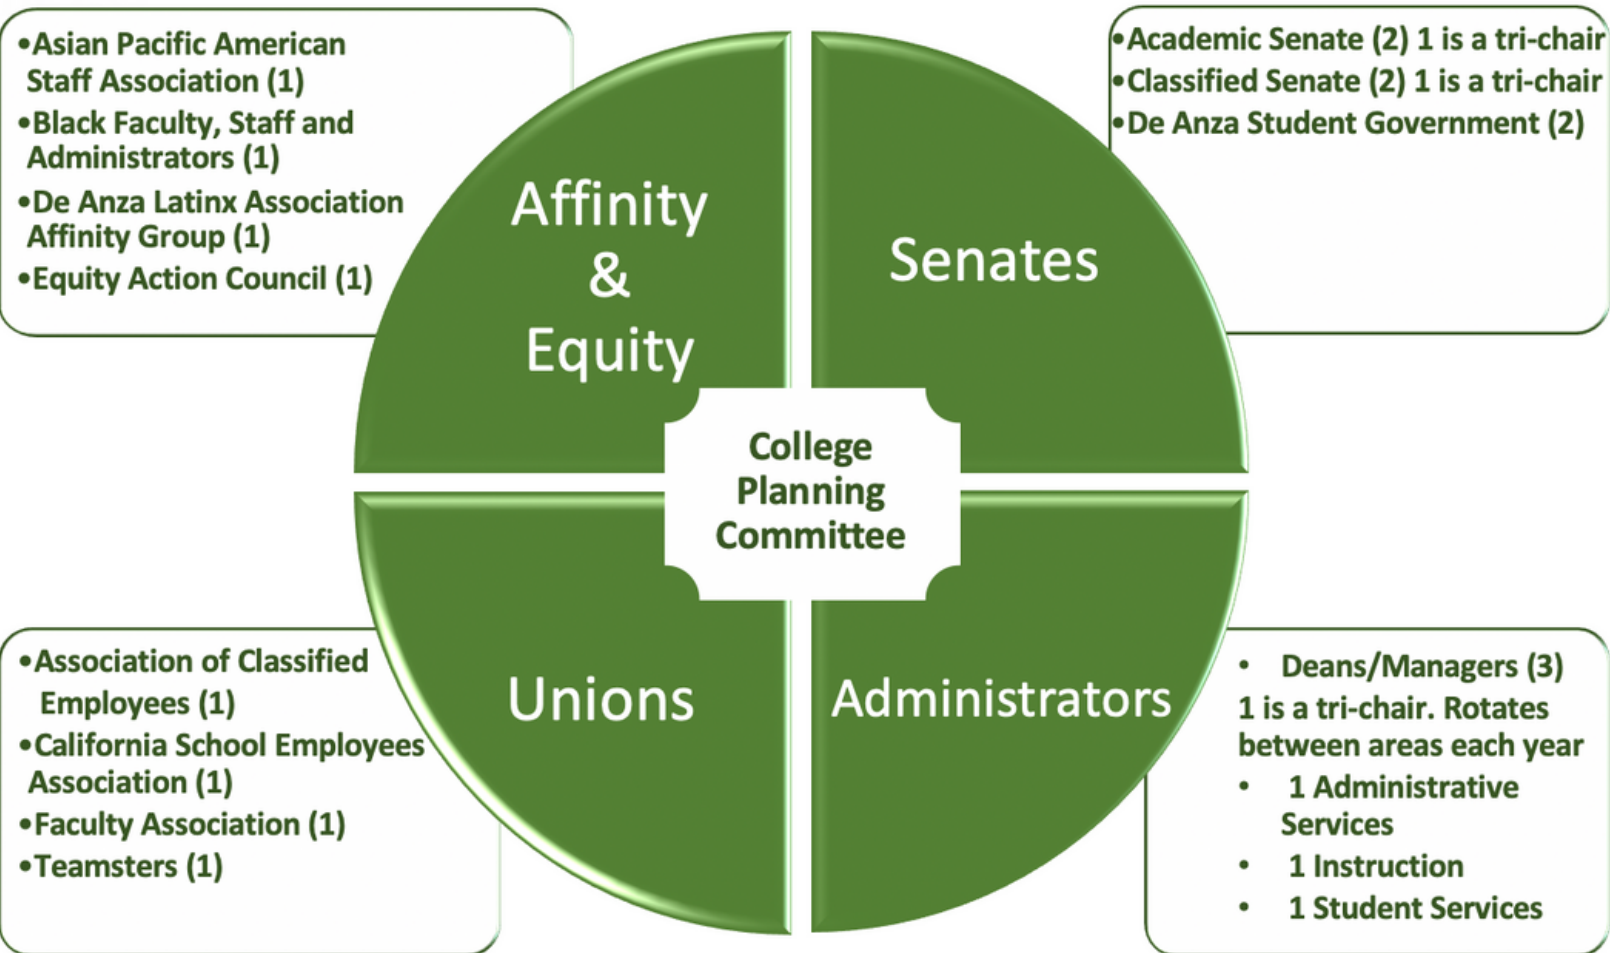 •Asian Pacific American
Staff Association (1)
•Black Faculty, Staff and
Administrators (1)
•De Anza Latinx Association
Affinity Group (1)
•Equity Action Council (1)
•Academic Senate (2) 1 is a tri-chair
•Classified Senate (2) 1 is a tri-chair
•De Anza Student Government (2)
Affinity
&
Equity
Senates
College
Planning
Committee
Unions
Administrators
•Association of Classified
Employees (1)
•California School Employees
Association (1)
•Faculty Association (1)
•Teamsters (1)
• Deans/Managers (3)
1 is a tri-chair. Rotates
between areas each year
• 1 Administrative
Services
• 1 Instruction
• 1 Student Services